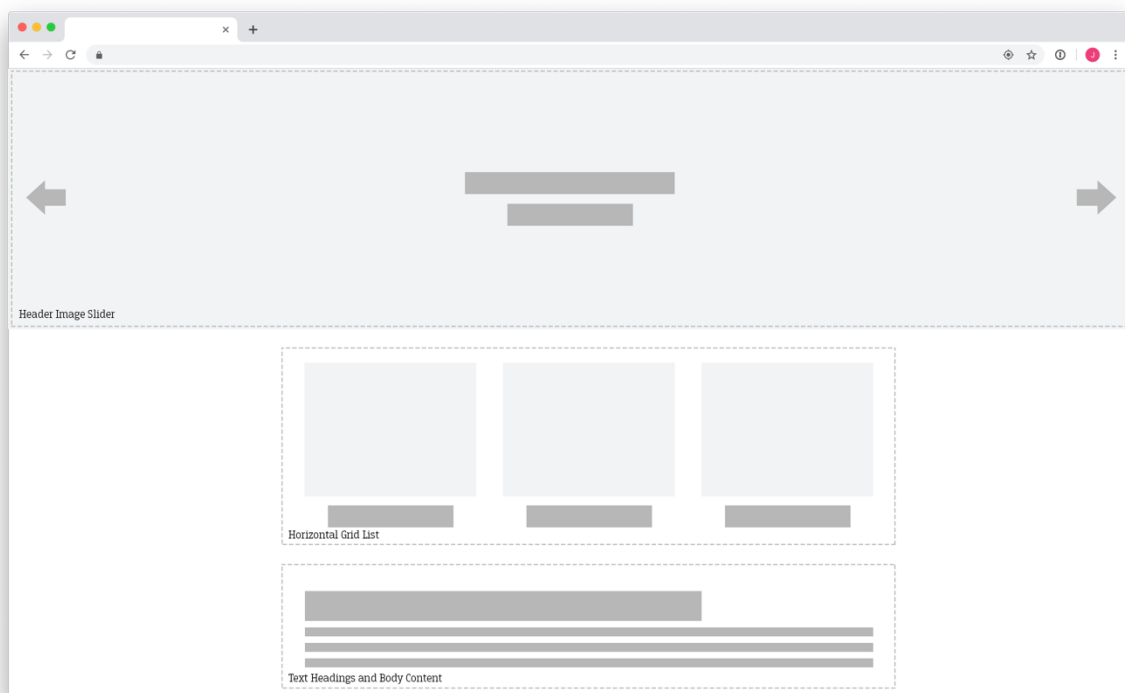 J
Header Image Slider
Horizontal Grid List
Text Headings and Body Content